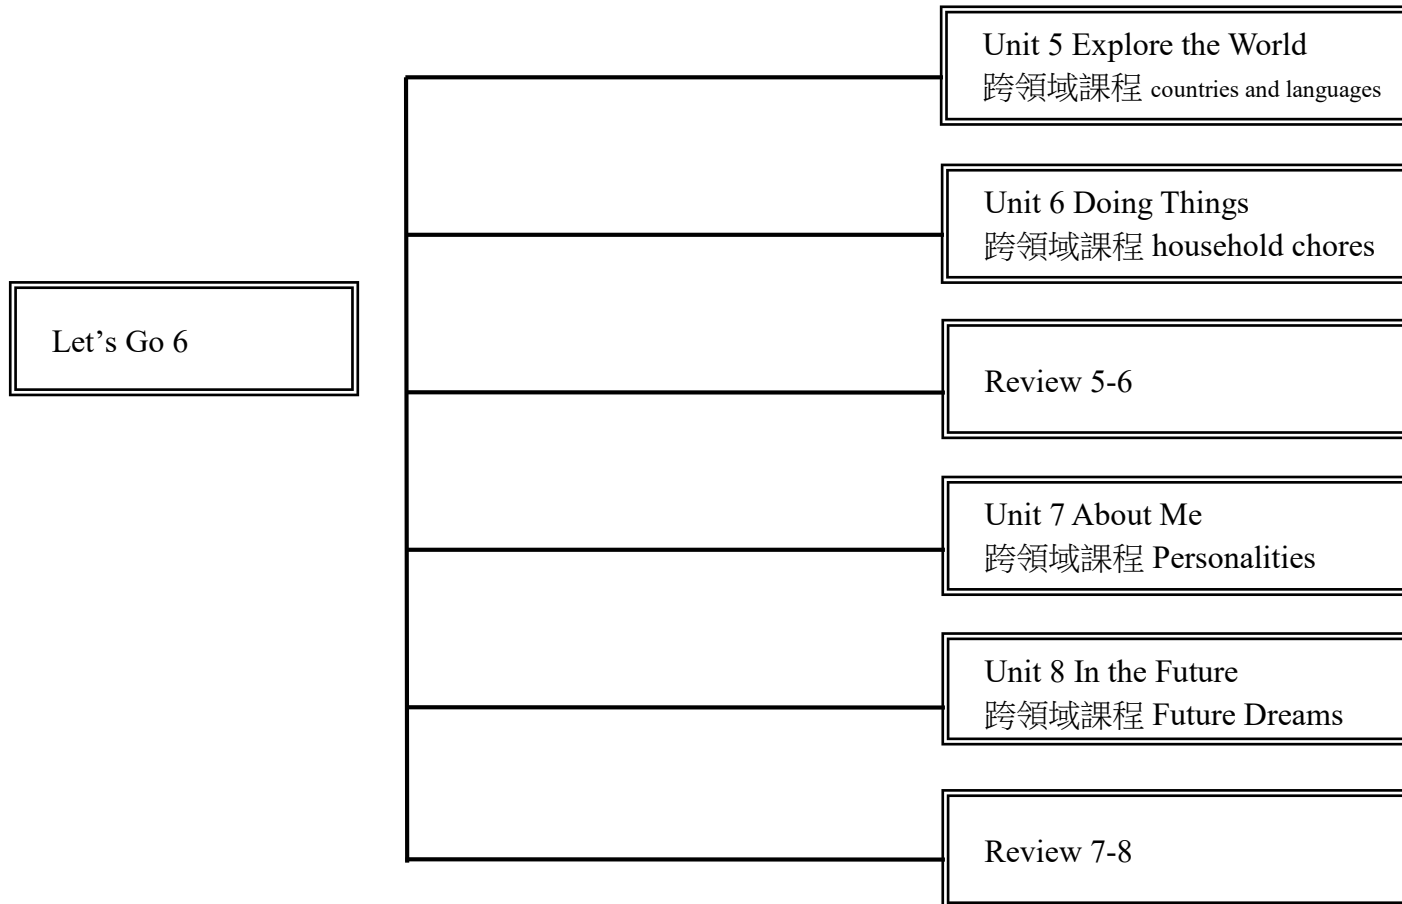 Let’s Go 6
Unit 5 Explore the World
跨領域課程 countries and languages
Unit 6 Doing Things
跨領域課程 household chores
Review 5-6
Unit 7 About Me
跨領域課程 Personalities
Unit 8 In the Future
跨領域課程 Future Dreams
Review 7-8